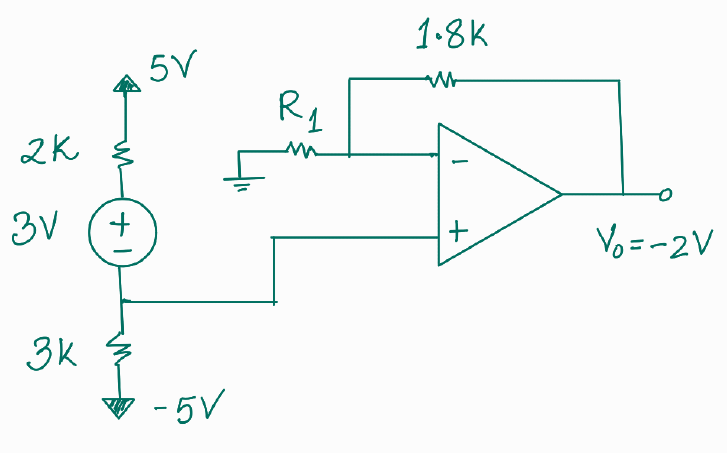 1.8K
5V
R1
2K
3V
+
-
-
+
Vo = -2V
3K
-5V